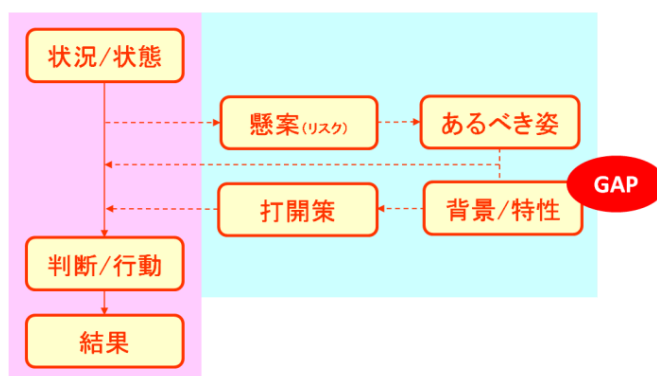 状況/状態
懸案(リスク)
あるべき姿
GAP
打開策
背景/特性
判断/行動
結果